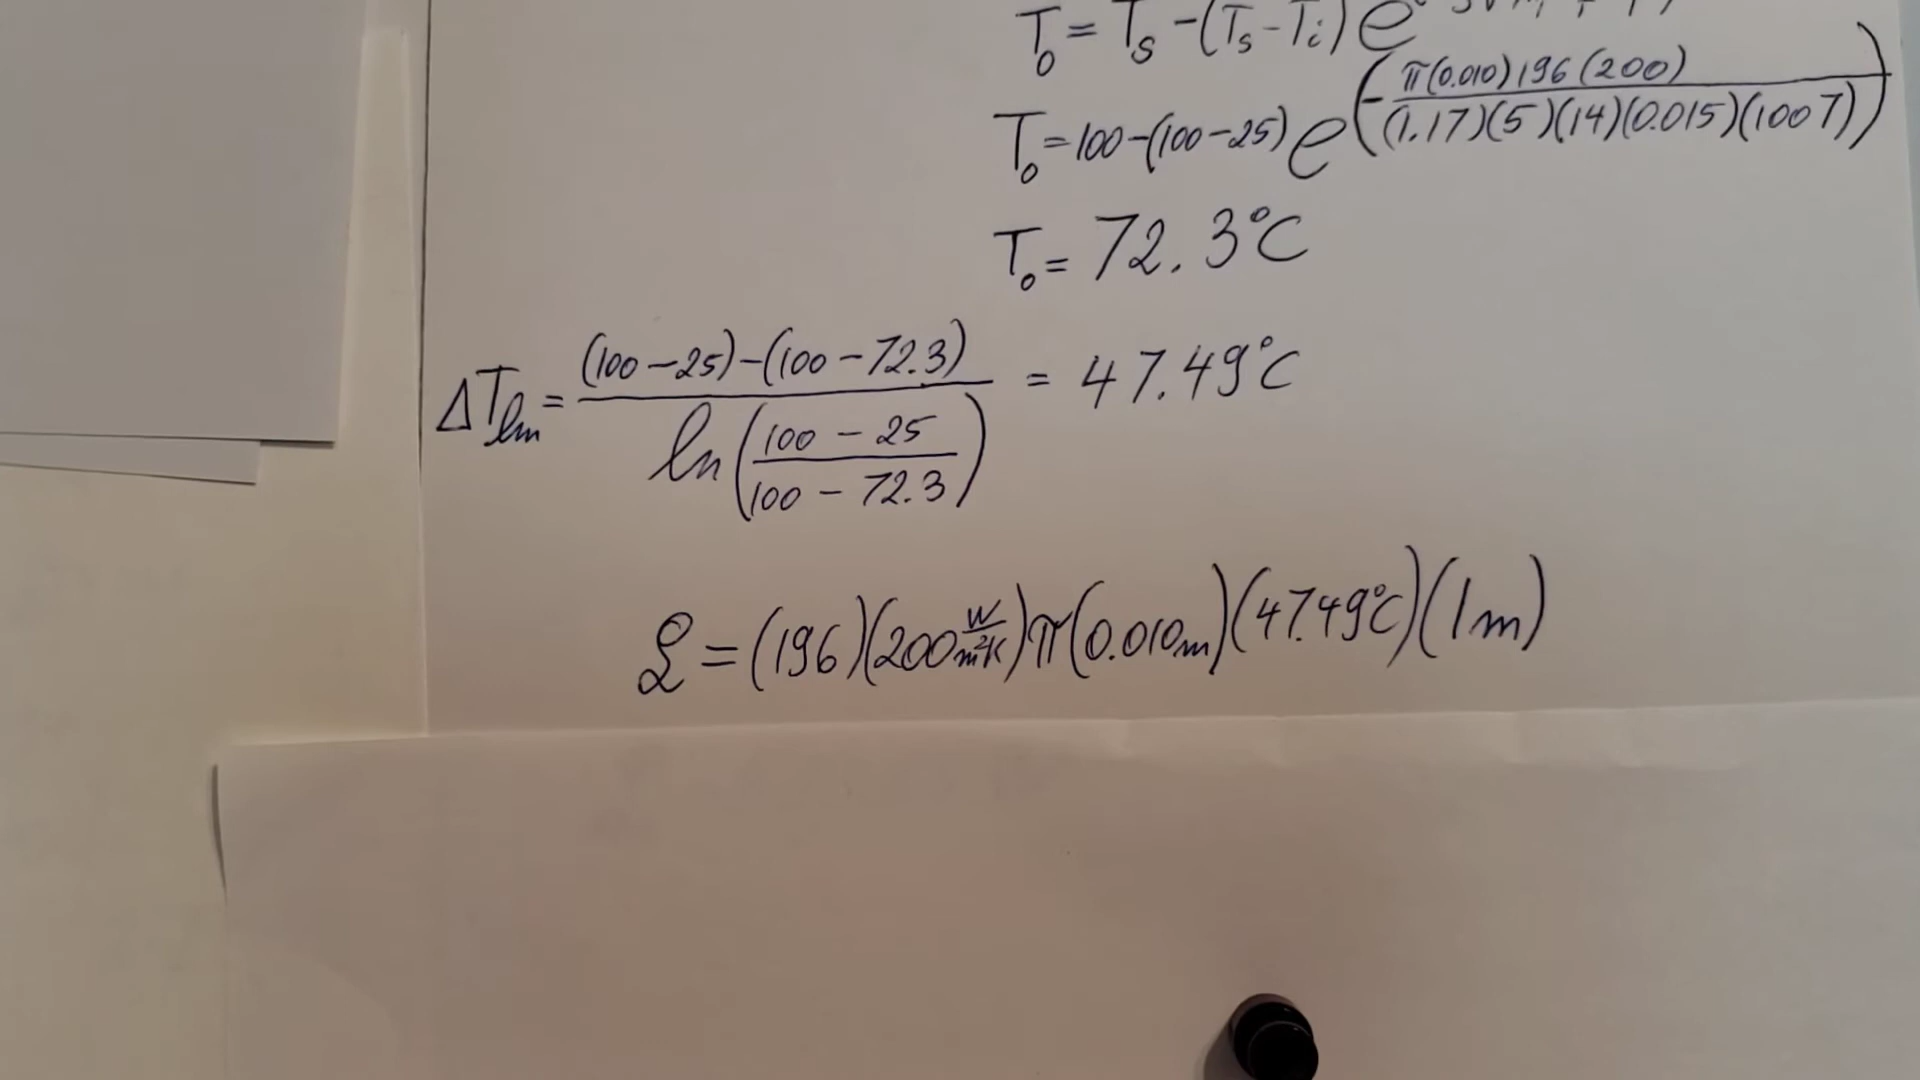 T₀ = Tₛ - (Tₛ - Tᵢ) e
T₀ = 100 - (100 - 25) e^(- π(0.010)196(200) / (1.17)(5)(14)(0.015)(1007))
T₀ = 72.3°C
ΔTₗₘ = ((100 - 25) - (100 - 72.3)) / ln((100 - 25) / (100 - 72.3)) = 47.49°C
Q = (196)(200 W/m²K) π (0.010m)(47.49°C)(1m)